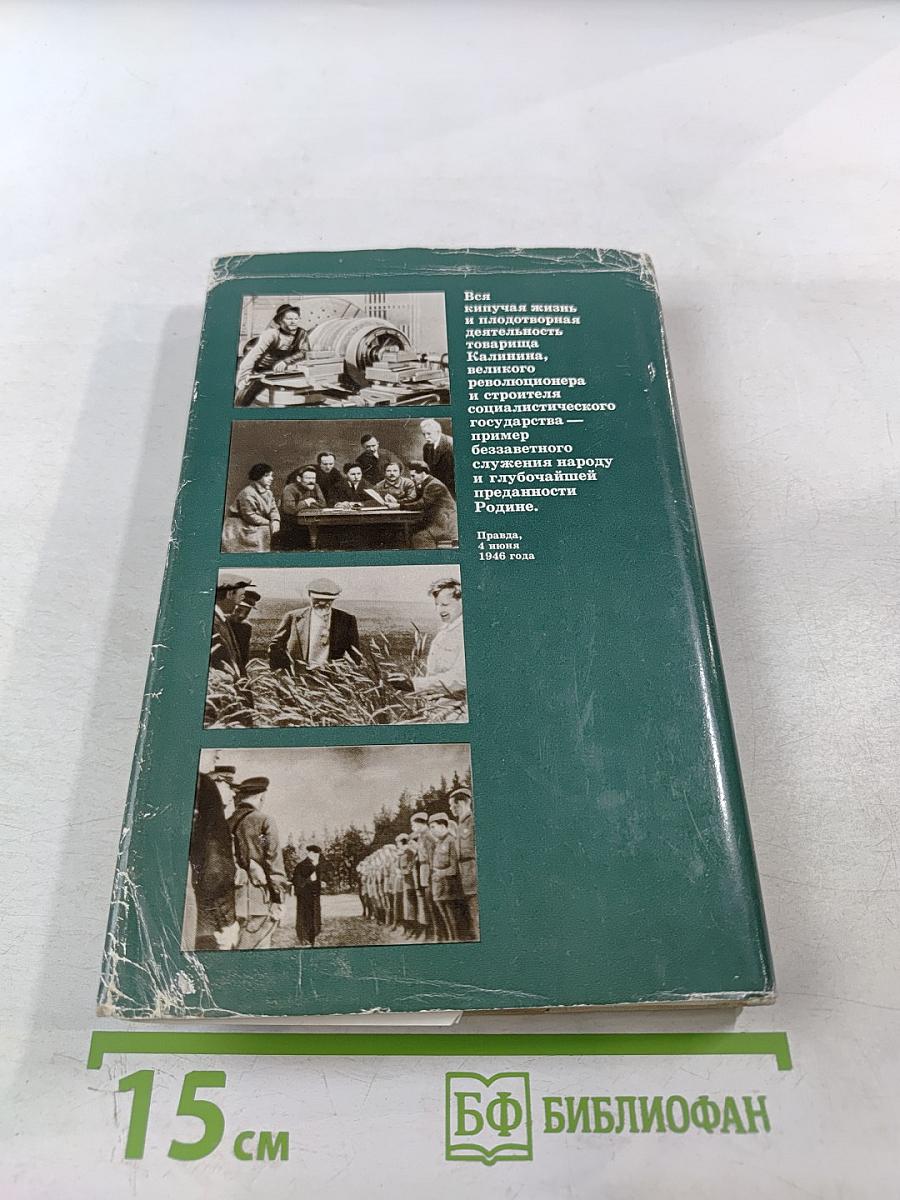 Вся
кипучая жизнь
и плодотворная
деятельность
товарища
Калинина,
великого
революционера
и строителя
социалистического
государства —
пример
беззаветного
служения народу
и глубочайшей
преданности
Родине.
Правда,
4 июня
1946 года
15 см
БФ БИБЛИОФАН